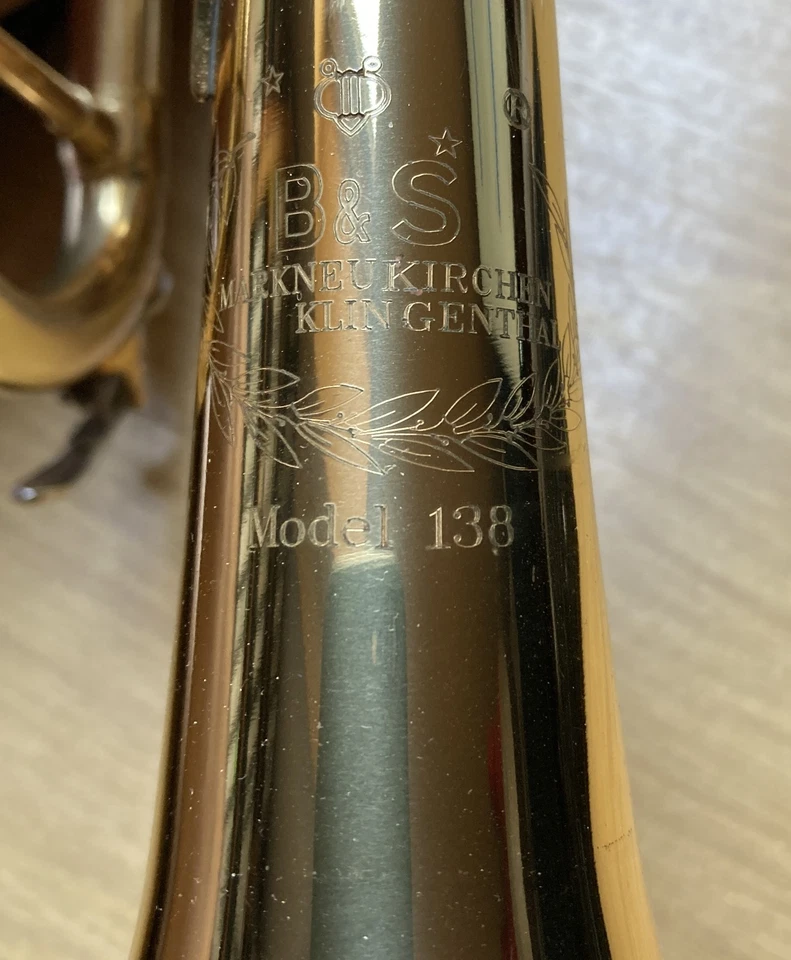 ®
B&S
MARKNEUKIRCHEN
KLINGENTHAL
Model 138